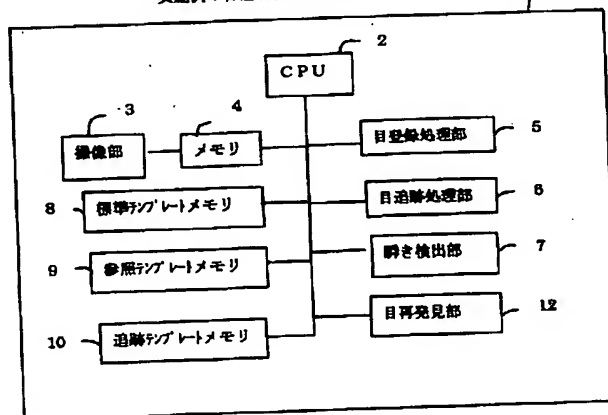 2
CPU
3
4
撮像部
メモリ
目登録処理部
5
8
標準テンプレートメモリ
目追跡処理部
6
9
参照テンプレートメモリ
瞬き検出部
7
10
追跡テンプレートメモリ
目再発見部
12